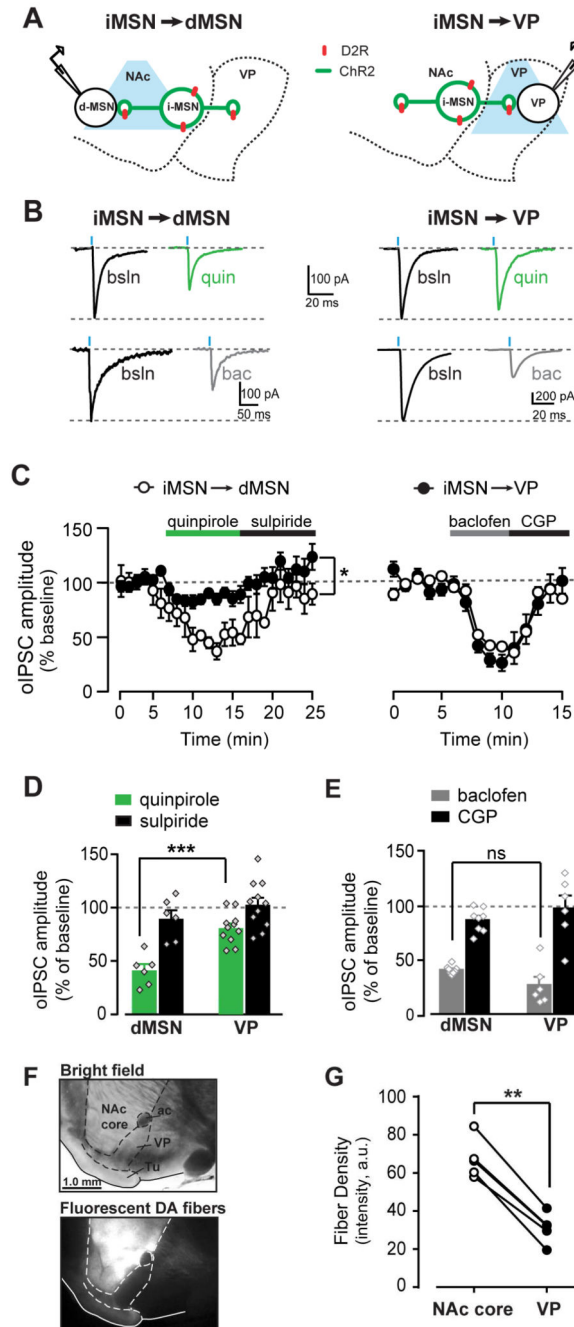 A
iMSN → dMSN
iMSN → VP
NAc
VP
d-MSN
i-MSN
D2R
ChR2
NAc
VP
i-MSN
VP
B
iMSN → dMSN
iMSN → VP
bsln
quin
100 pA
20 ms
bsln
quin
bsln
bac
100 pA
50 ms
bsln
bac
200 pA
20 ms
C
iMSN → dMSN
iMSN → VP
quinpirole
sulpiride
baclofen
CGP
oIPSC amplitude
(% baseline)
150
100
50
0
*
0 5 10 15 20 25
Time (min)
0 5 10 15
Time (min)
D
quinpirole
sulpiride
oIPSC amplitude
(% of baseline)
150
100
50
0
***
dMSN VP
E
baclofen
CGP
oIPSC amplitude
(% of baseline)
150
100
50
0
ns
dMSN VP
F
Bright field
NAc
core
ac
VP
Tu
1.0 mm
Fluorescent DA fibers
G
Fiber Density
(intensity, a.u.)
100
80
60
40
20
0
**
NAc core VP